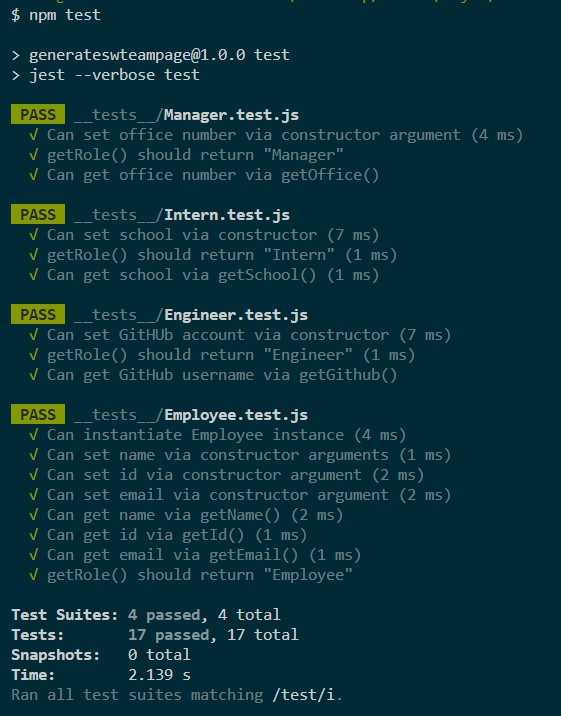 $ npm test
> generateswteampage@1.0.0 test
> jest --verbose test
PASS __tests__/Manager.test.js
√ Can set office number via constructor argument (4 ms)
√ getRole() should return "Manager"
√ Can get office number via getOffice()
PASS __tests__/Intern.test.js
√ Can set school via constructor (7 ms)
√ getRole() should return "Intern" (1 ms)
√ Can get school via getSchool() (1 ms)
PASS __tests__/Engineer.test.js
√ Can set GitHUb account via constructor (7 ms)
√ getRole() should return "Engineer" (1 ms)
√ Can get GitHub username via getGithub()
PASS __tests__/Employee.test.js
√ Can instantiate Employee instance (4 ms)
√ Can set name via constructor arguments (1 ms)
√ Can set id via constructor argument (2 ms)
√ Can set email via constructor argument (2 ms)
√ Can get name via getName() (2 ms)
√ Can get id via getId() (1 ms)
√ Can get email via getEmail() (1 ms)
√ getRole() should return "Employee"
Test Suites: 4 passed, 4 total
Tests: 17 passed, 17 total
Snapshots: 0 total
Time: 2.139 s
Ran all test suites matching /test/i.